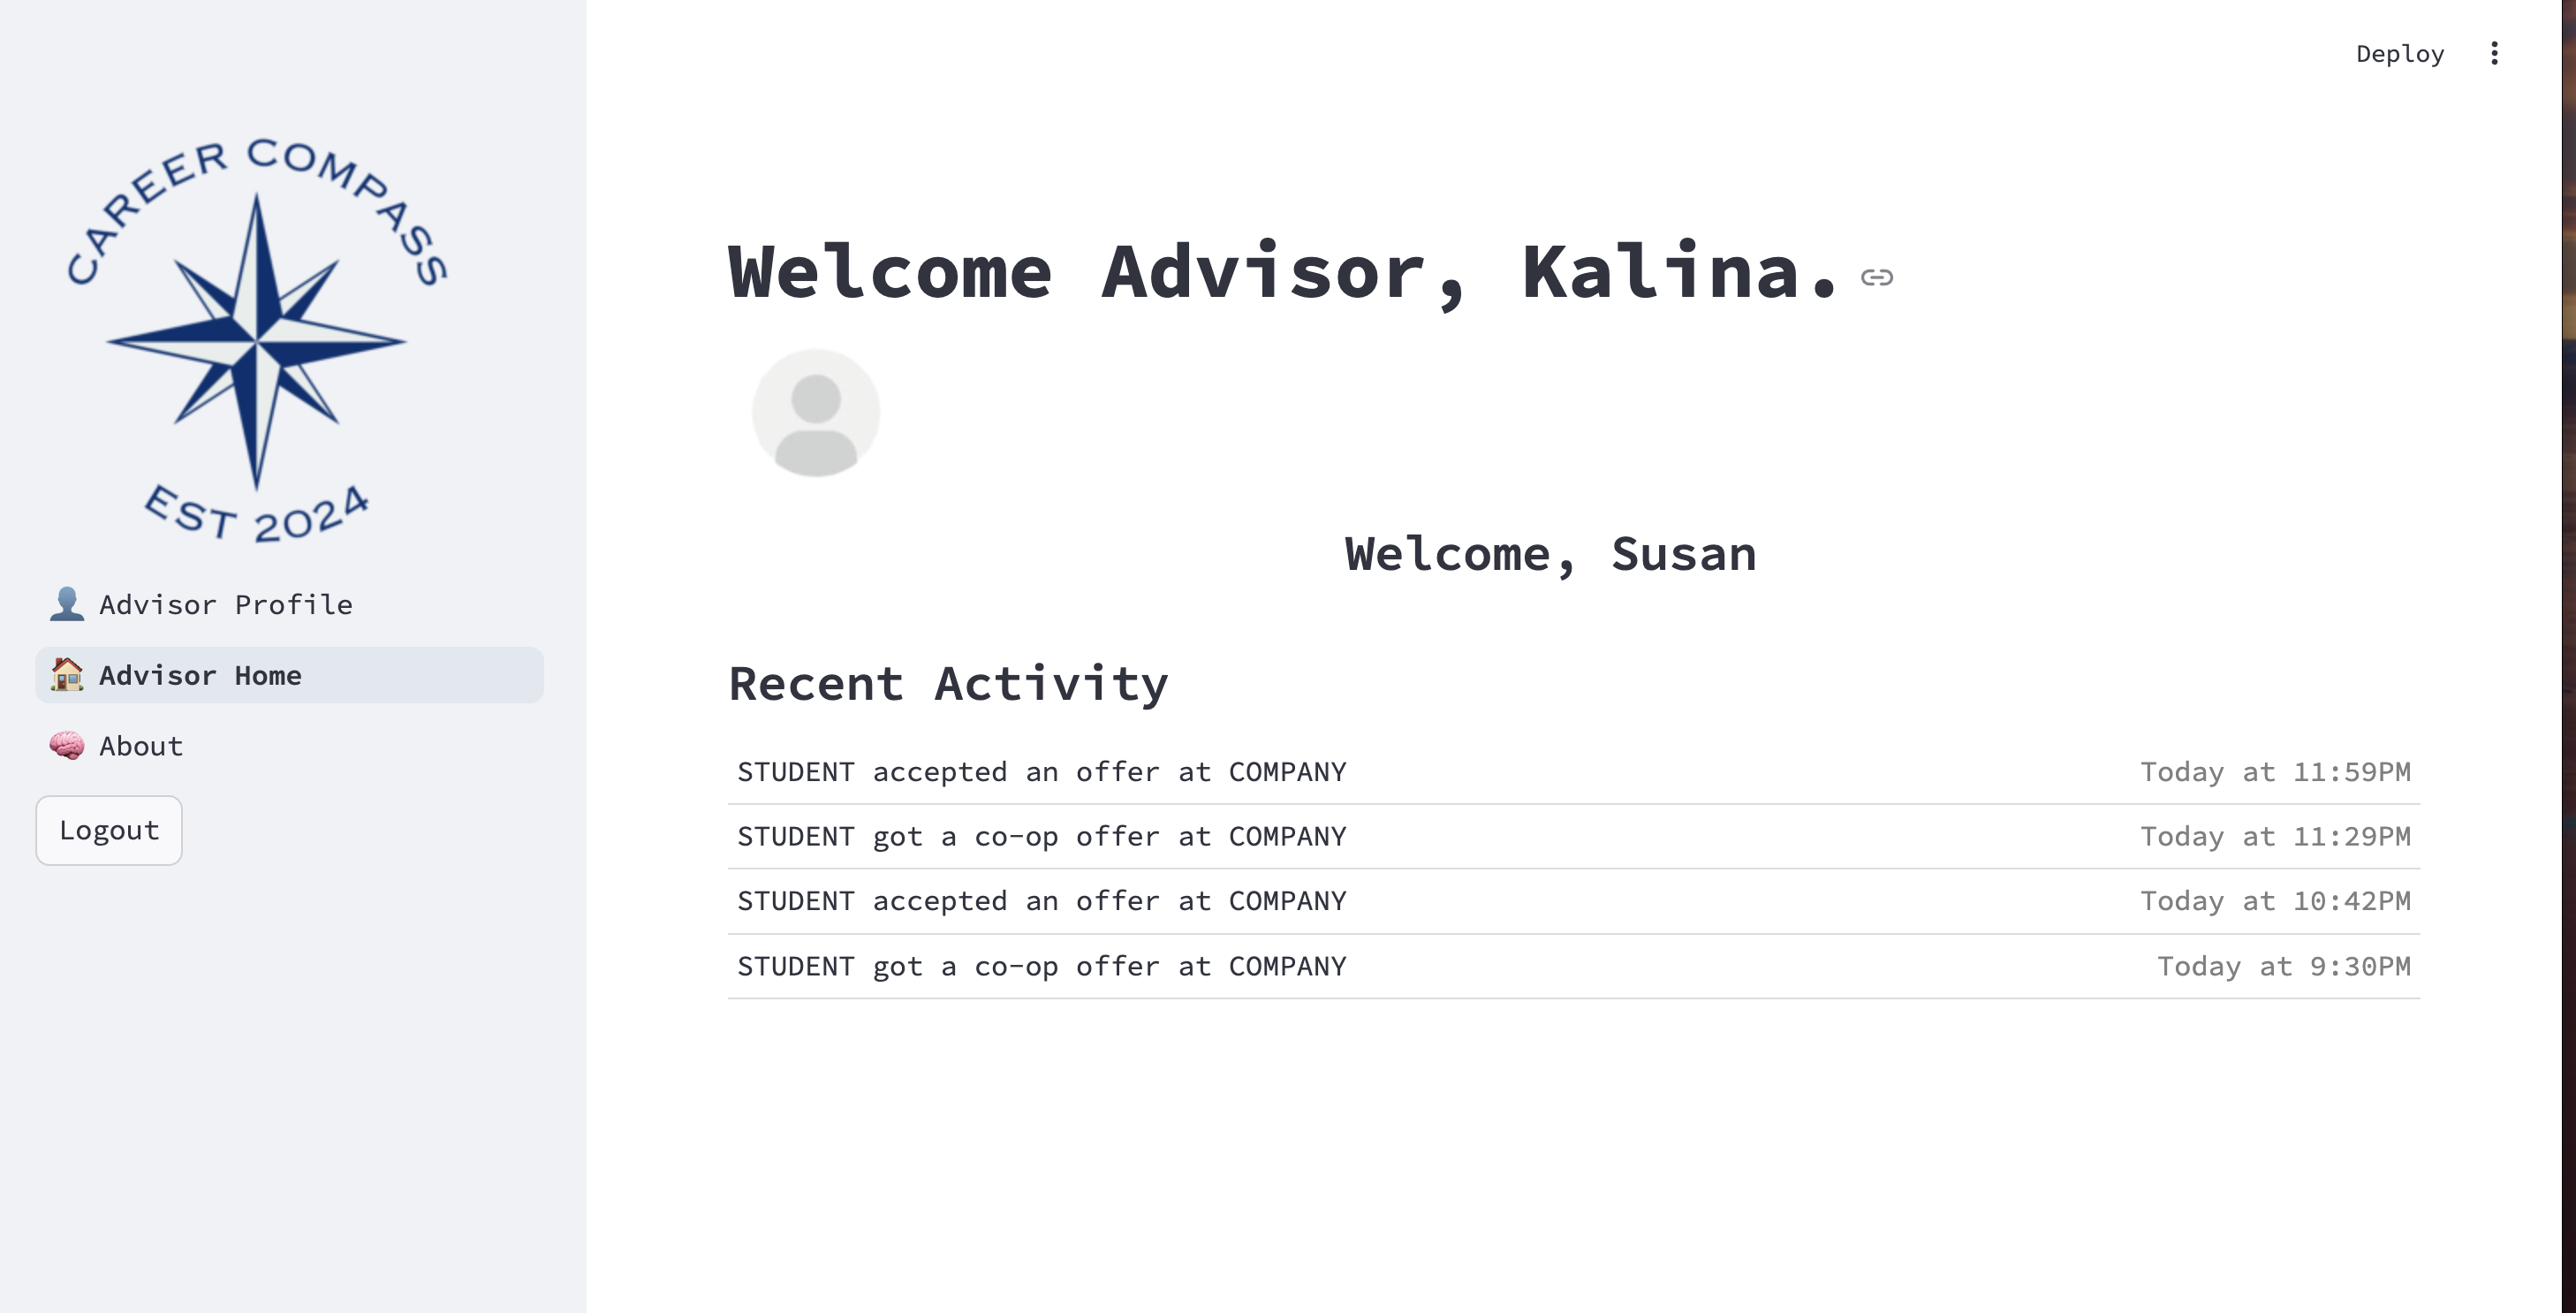 Deploy
CAREER COMPASS
EST 2024
Advisor Profile
Advisor Home
About
Logout
Welcome Advisor, Kalina.
Welcome, Susan
Recent Activity
STUDENT accepted an offer at COMPANY Today at 11:59PM
STUDENT got a co-op offer at COMPANY Today at 11:29PM
STUDENT accepted an offer at COMPANY Today at 10:42PM
STUDENT got a co-op offer at COMPANY Today at 9:30PM